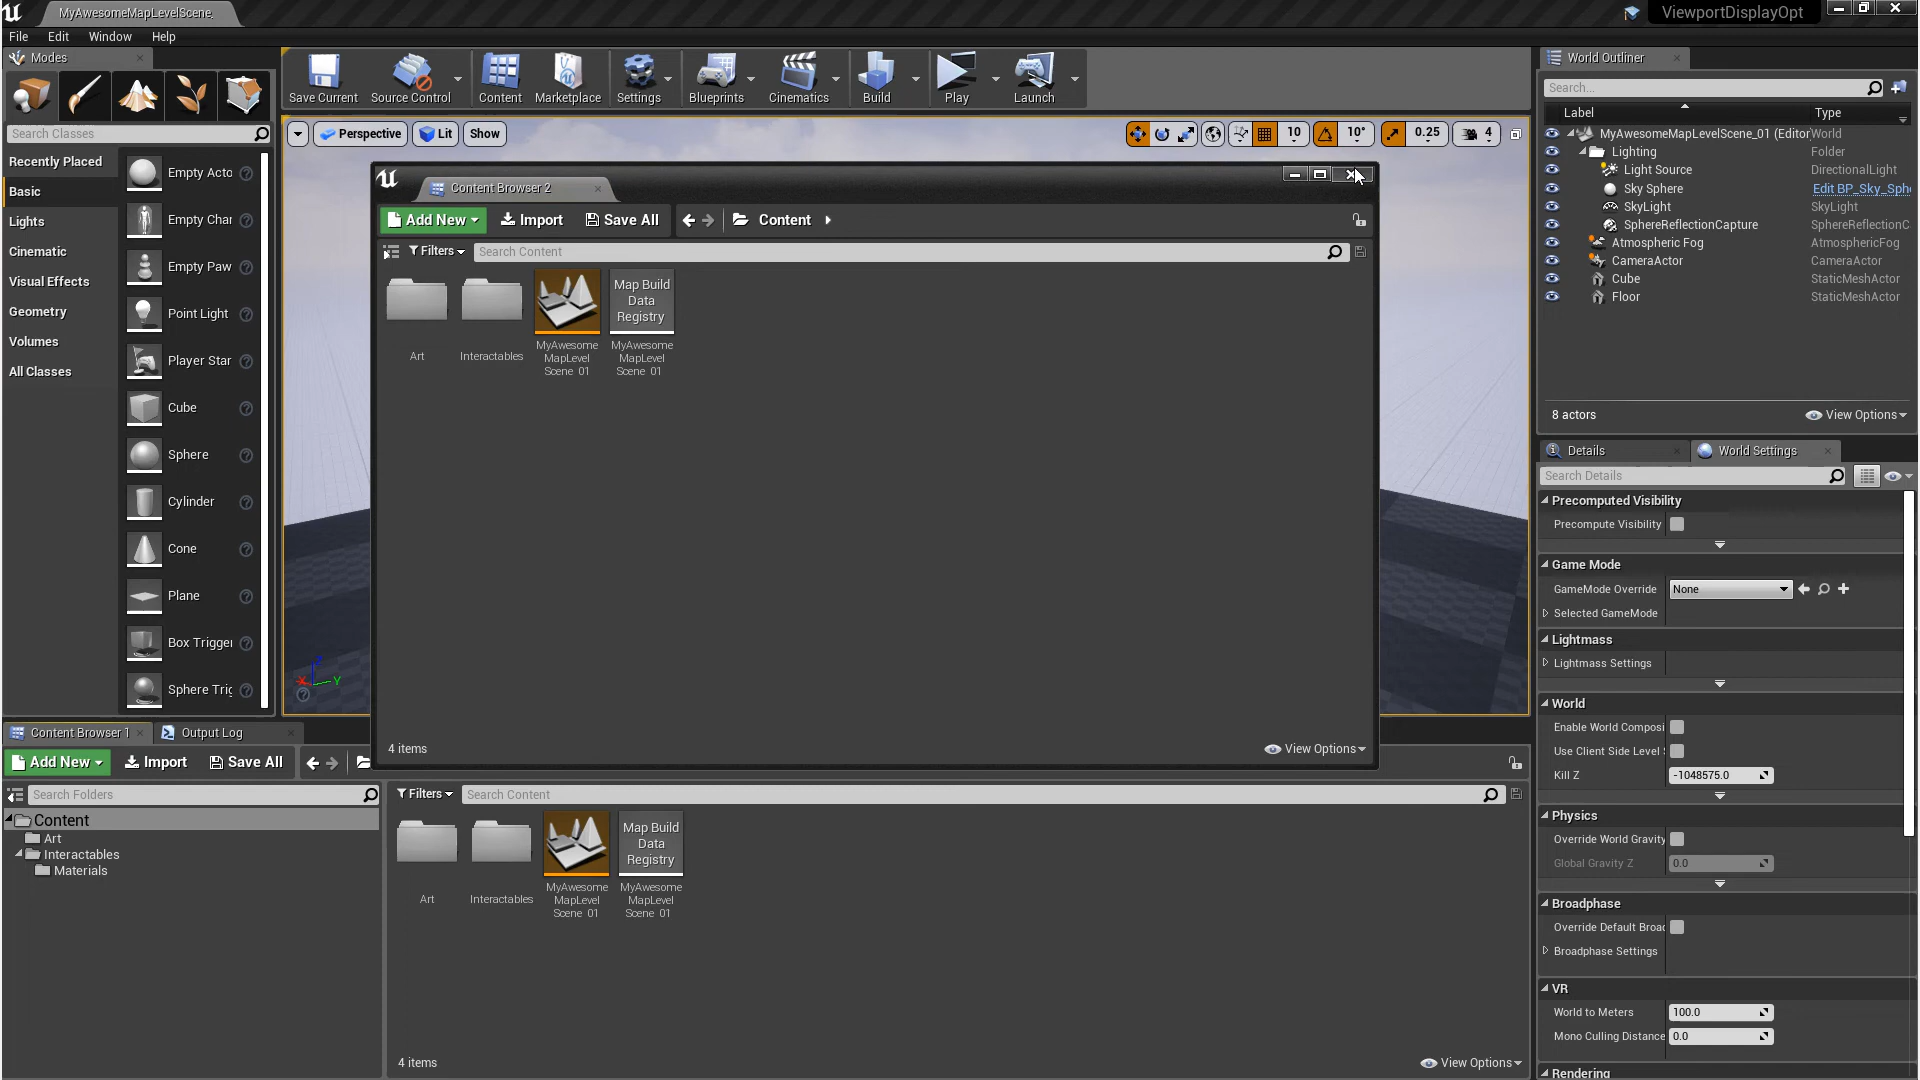 MyAwesomeMapLevelScene_
ViewportDisplayOpt
File Edit Window Help
Modes
Search Classes
Recently Placed
Basic
Lights
Cinematic
Visual Effects
Geometry
Volumes
All Classes
Empty Acto
Empty Char
Empty Paw
Point Light
Player Star
Cube
Sphere
Cylinder
Cone
Plane
Box Trigger
Sphere Trig
Save Current
Source Control
Content
Marketplace
Settings
Blueprints
Cinematics
Build
Play
Launch
Perspective Lit Show
10 10° 0.25 4
Content Browser 2
Add New Import Save All Content
Filters Search Content
Art
Interactables
MyAwesome
MapLevel
Scene_01
Map Build
Data
Registry
MyAwesome
MapLevel
Scene_01
4 items
View Options
Z
X
Y
Content Browser 1 Output Log
Add New Import Save All
Search Folders
Content
Art
Interactables
Materials
Filters Search Content
Art
Interactables
MyAwesome
MapLevel
Scene_01
Map Build
Data
Registry
MyAwesome
MapLevel
Scene_01
4 items
View Options
World Outliner
Search...
Label Type
MyAwesomeMapLevelScene_01 (Editor World
Lighting Folder
Light Source DirectionalLight
Sky Sphere Edit BP_Sky_Sph
SkyLight SkyLight
SphereReflectionCapture SphereReflectionC
Atmospheric Fog AtmosphericFog
CameraActor CameraActor
Cube StaticMeshActor
Floor StaticMeshActor
8 actors View Options
Details World Settings
Search Details
Precomputed Visibility
Precompute Visibility
Game Mode
GameMode Override None
Selected GameMode
Lightmass
Lightmass Settings
World
Enable World Composi
Use Client Side Level
Kill Z -1048575.0
Physics
Override World Gravity
Global Gravity Z 0.0
Broadphase
Override Default Broad
Broadphase Settings
VR
World to Meters 100.0
Mono Culling Distance 0.0
Rendering